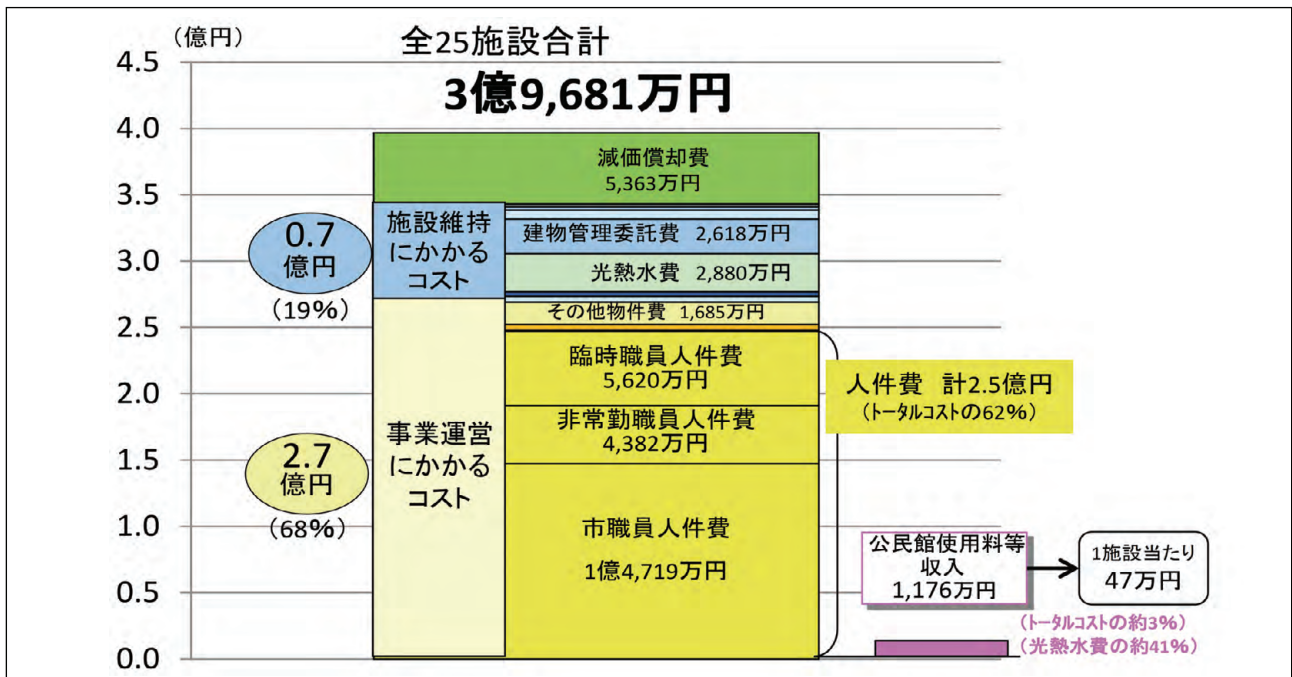 （億円）
全25施設合計
3億9,681万円
4.5
4.0
3.5
3.0
2.5
2.0
1.5
1.0
0.5
0.0
0.7
億円
（19%）
2.7
億円
（68%）
施設維持
にかかる
コスト
事業運営
にかかる
コスト
減価償却費
5,363万円
建物管理委託費 2,618万円
光熱水費 2,880万円
その他物件費 1,685万円
臨時職員人件費
5,620万円
非常勤職員人件費
4,382万円
市職員人件費
1億4,719万円
人件費 計2.5億円
（トータルコストの62%）
公民館使用料等
収入
1,176万円
1施設当たり
47万円
（トータルコストの約3%）
（光熱水費の約41%）